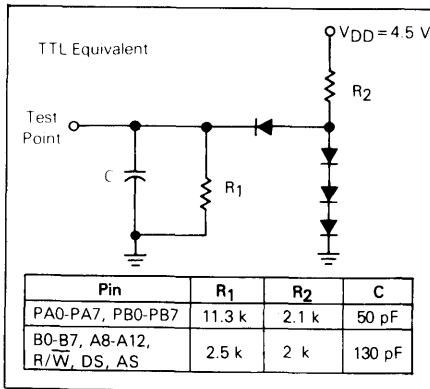 VDD = 4.5 V
TTL Equivalent
R2
Test
Point
C
R1
Pin R1 R2 C
PA0-PA7, PB0-PB7 11.3 k 2.1 k 50 pF
B0-B7, A8-A12,
R/W̅, DS, AS 2.5 k 2 k 130 pF